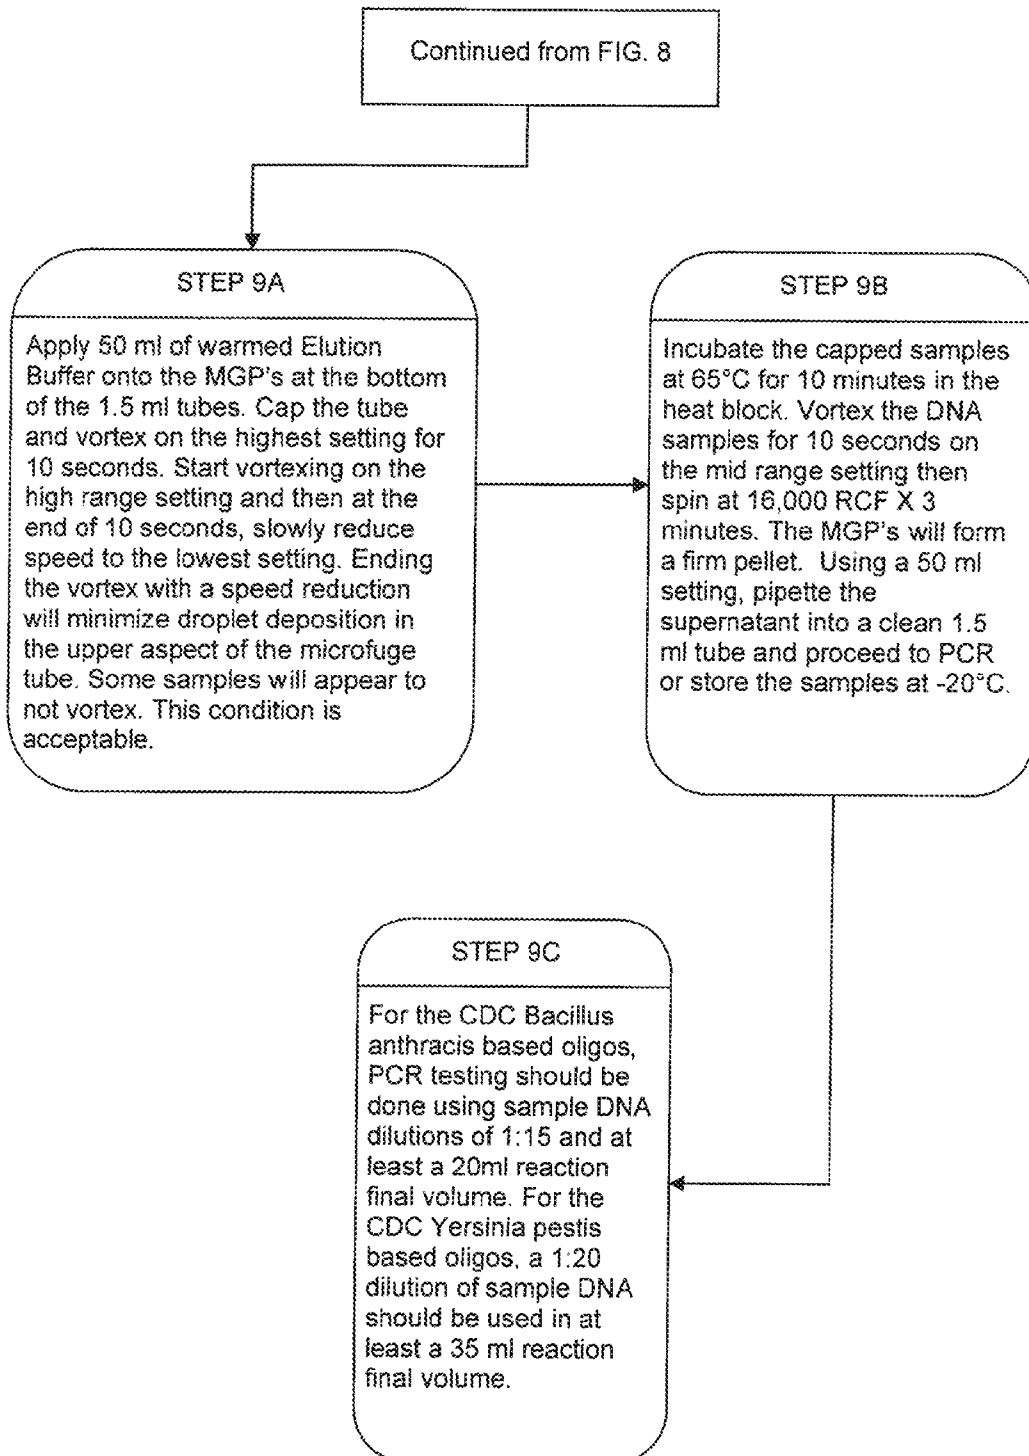 Continued from FIG. 8
STEP 9A
Apply 50 ml of warmed Elution
Buffer onto the MGP's at the bottom
of the 1.5 ml tubes. Cap the tube
and vortex on the highest setting for
10 seconds. Start vortexing on the
high range setting and then at the
end of 10 seconds, slowly reduce
speed to the lowest setting. Ending
the vortex with a speed reduction
will minimize droplet deposition in
the upper aspect of the microfuge
tube. Some samples will appear to
not vortex. This condition is
acceptable.
STEP 9B
Incubate the capped samples
at 65°C for 10 minutes in the
heat block. Vortex the DNA
samples for 10 seconds on
the mid range setting then
spin at 16,000 RCF X 3
minutes. The MGP's will form
a firm pellet. Using a 50 ml
setting, pipette the
supernatant into a clean 1.5
ml tube and proceed to PCR
or store the samples at -20°C.
STEP 9C
For the CDC Bacillus
anthracis based oligos,
PCR testing should be
done using sample DNA
dilutions of 1:15 and at
least a 20ml reaction
final volume. For the
CDC Yersinia pestis
based oligos, a 1:20
dilution of sample DNA
should be used in at
least a 35 ml reaction
final volume.